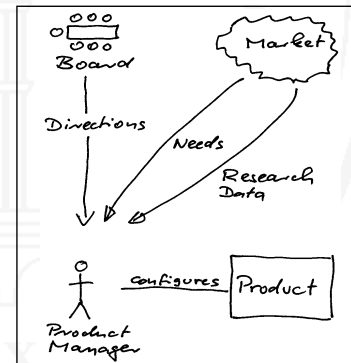 Board
Market
Directions
Needs
Research
Data
configures
Product
Product
Manager